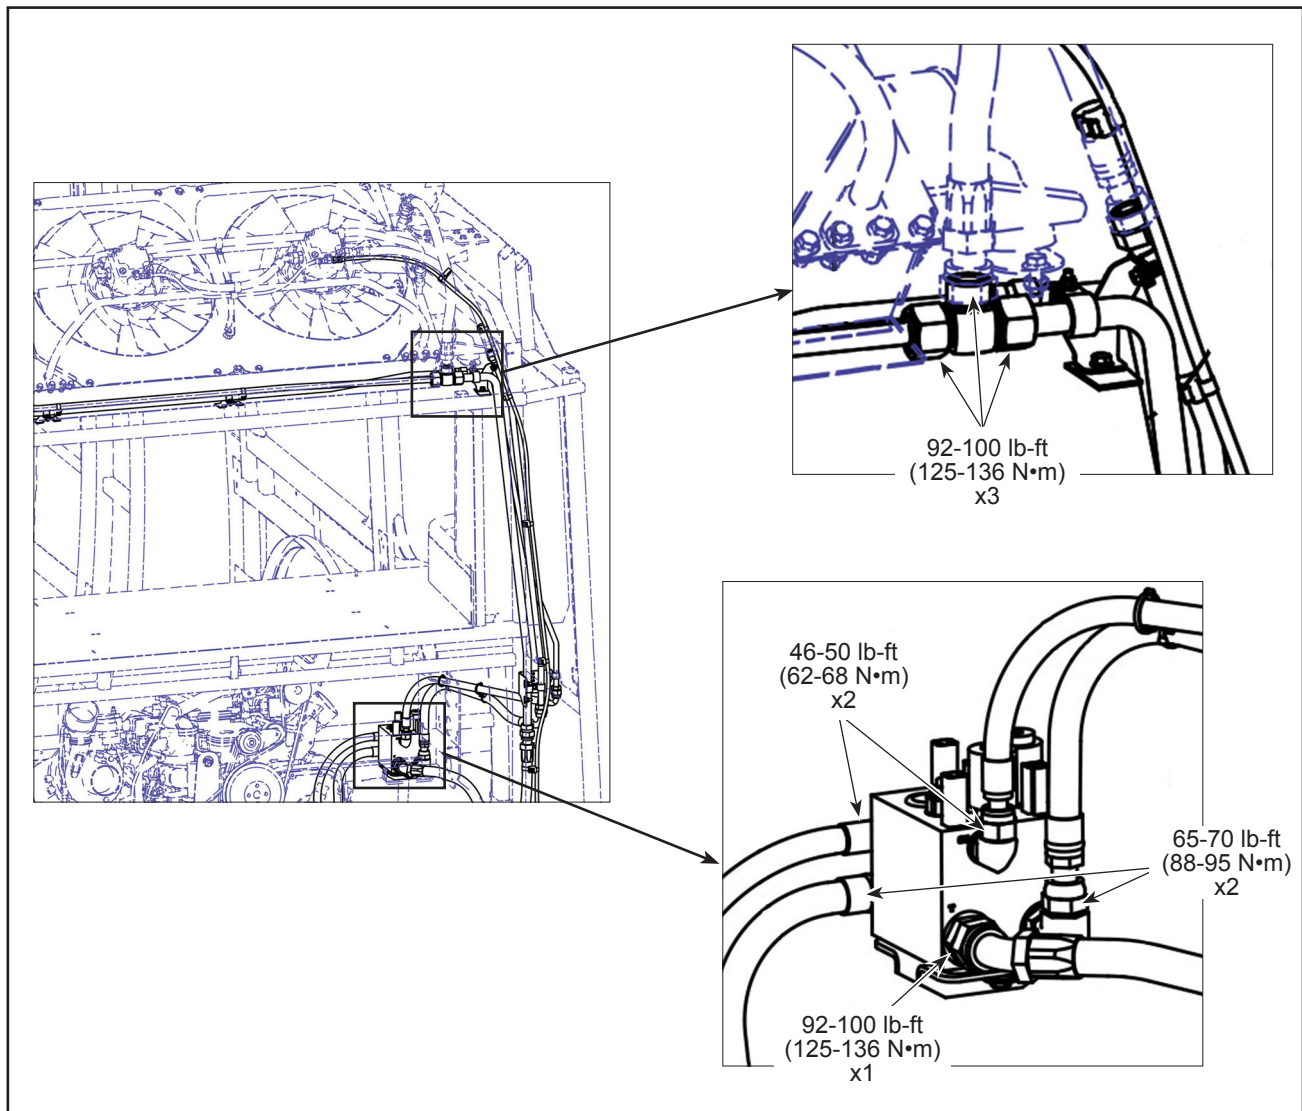 92-100 lb-ft
(125-136 N•m)
x3
46-50 lb-ft
(62-68 N•m)
x2
65-70 lb-ft
(88-95 N•m)
x2
92-100 lb-ft
(125-136 N•m)
x1